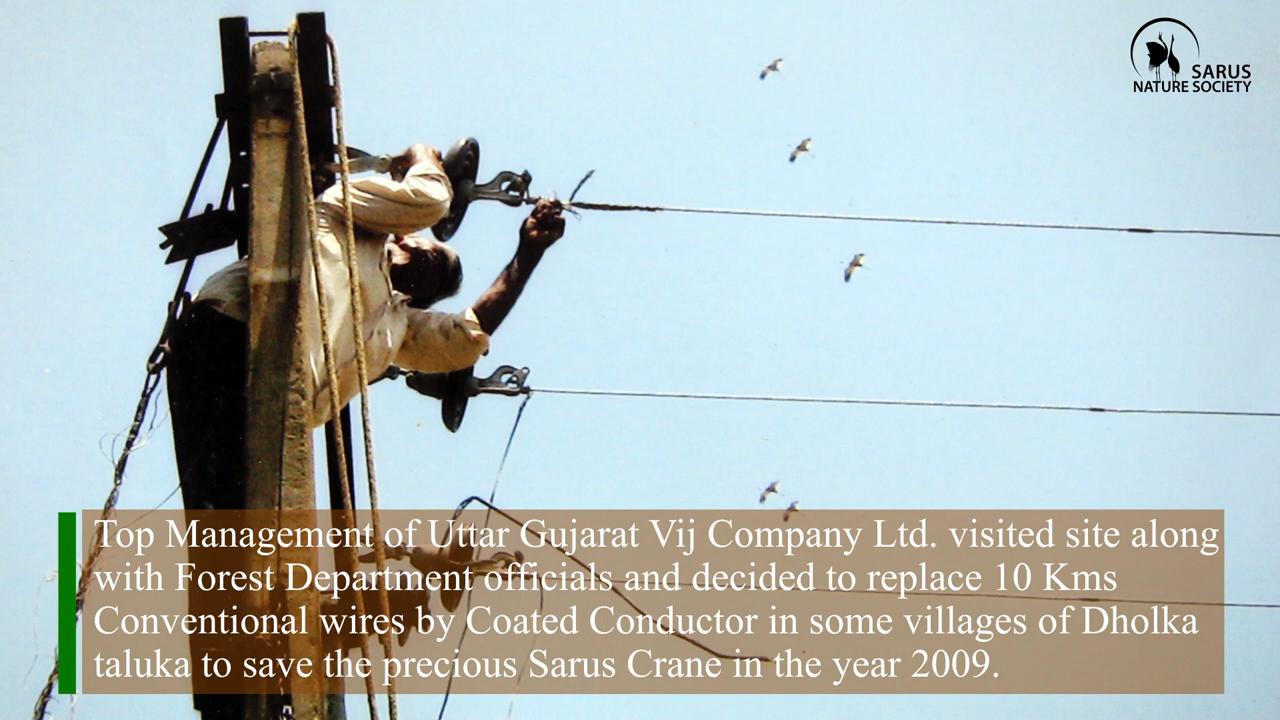 SARUS
NATURE SOCIETY
Top Management of Uttar Gujarat Vij Company Ltd. visited site along
with Forest Department officials and decided to replace 10 Kms
Conventional wires by Coated Conductor in some villages of Dholka
taluka to save the precious Sarus Crane in the year 2009.